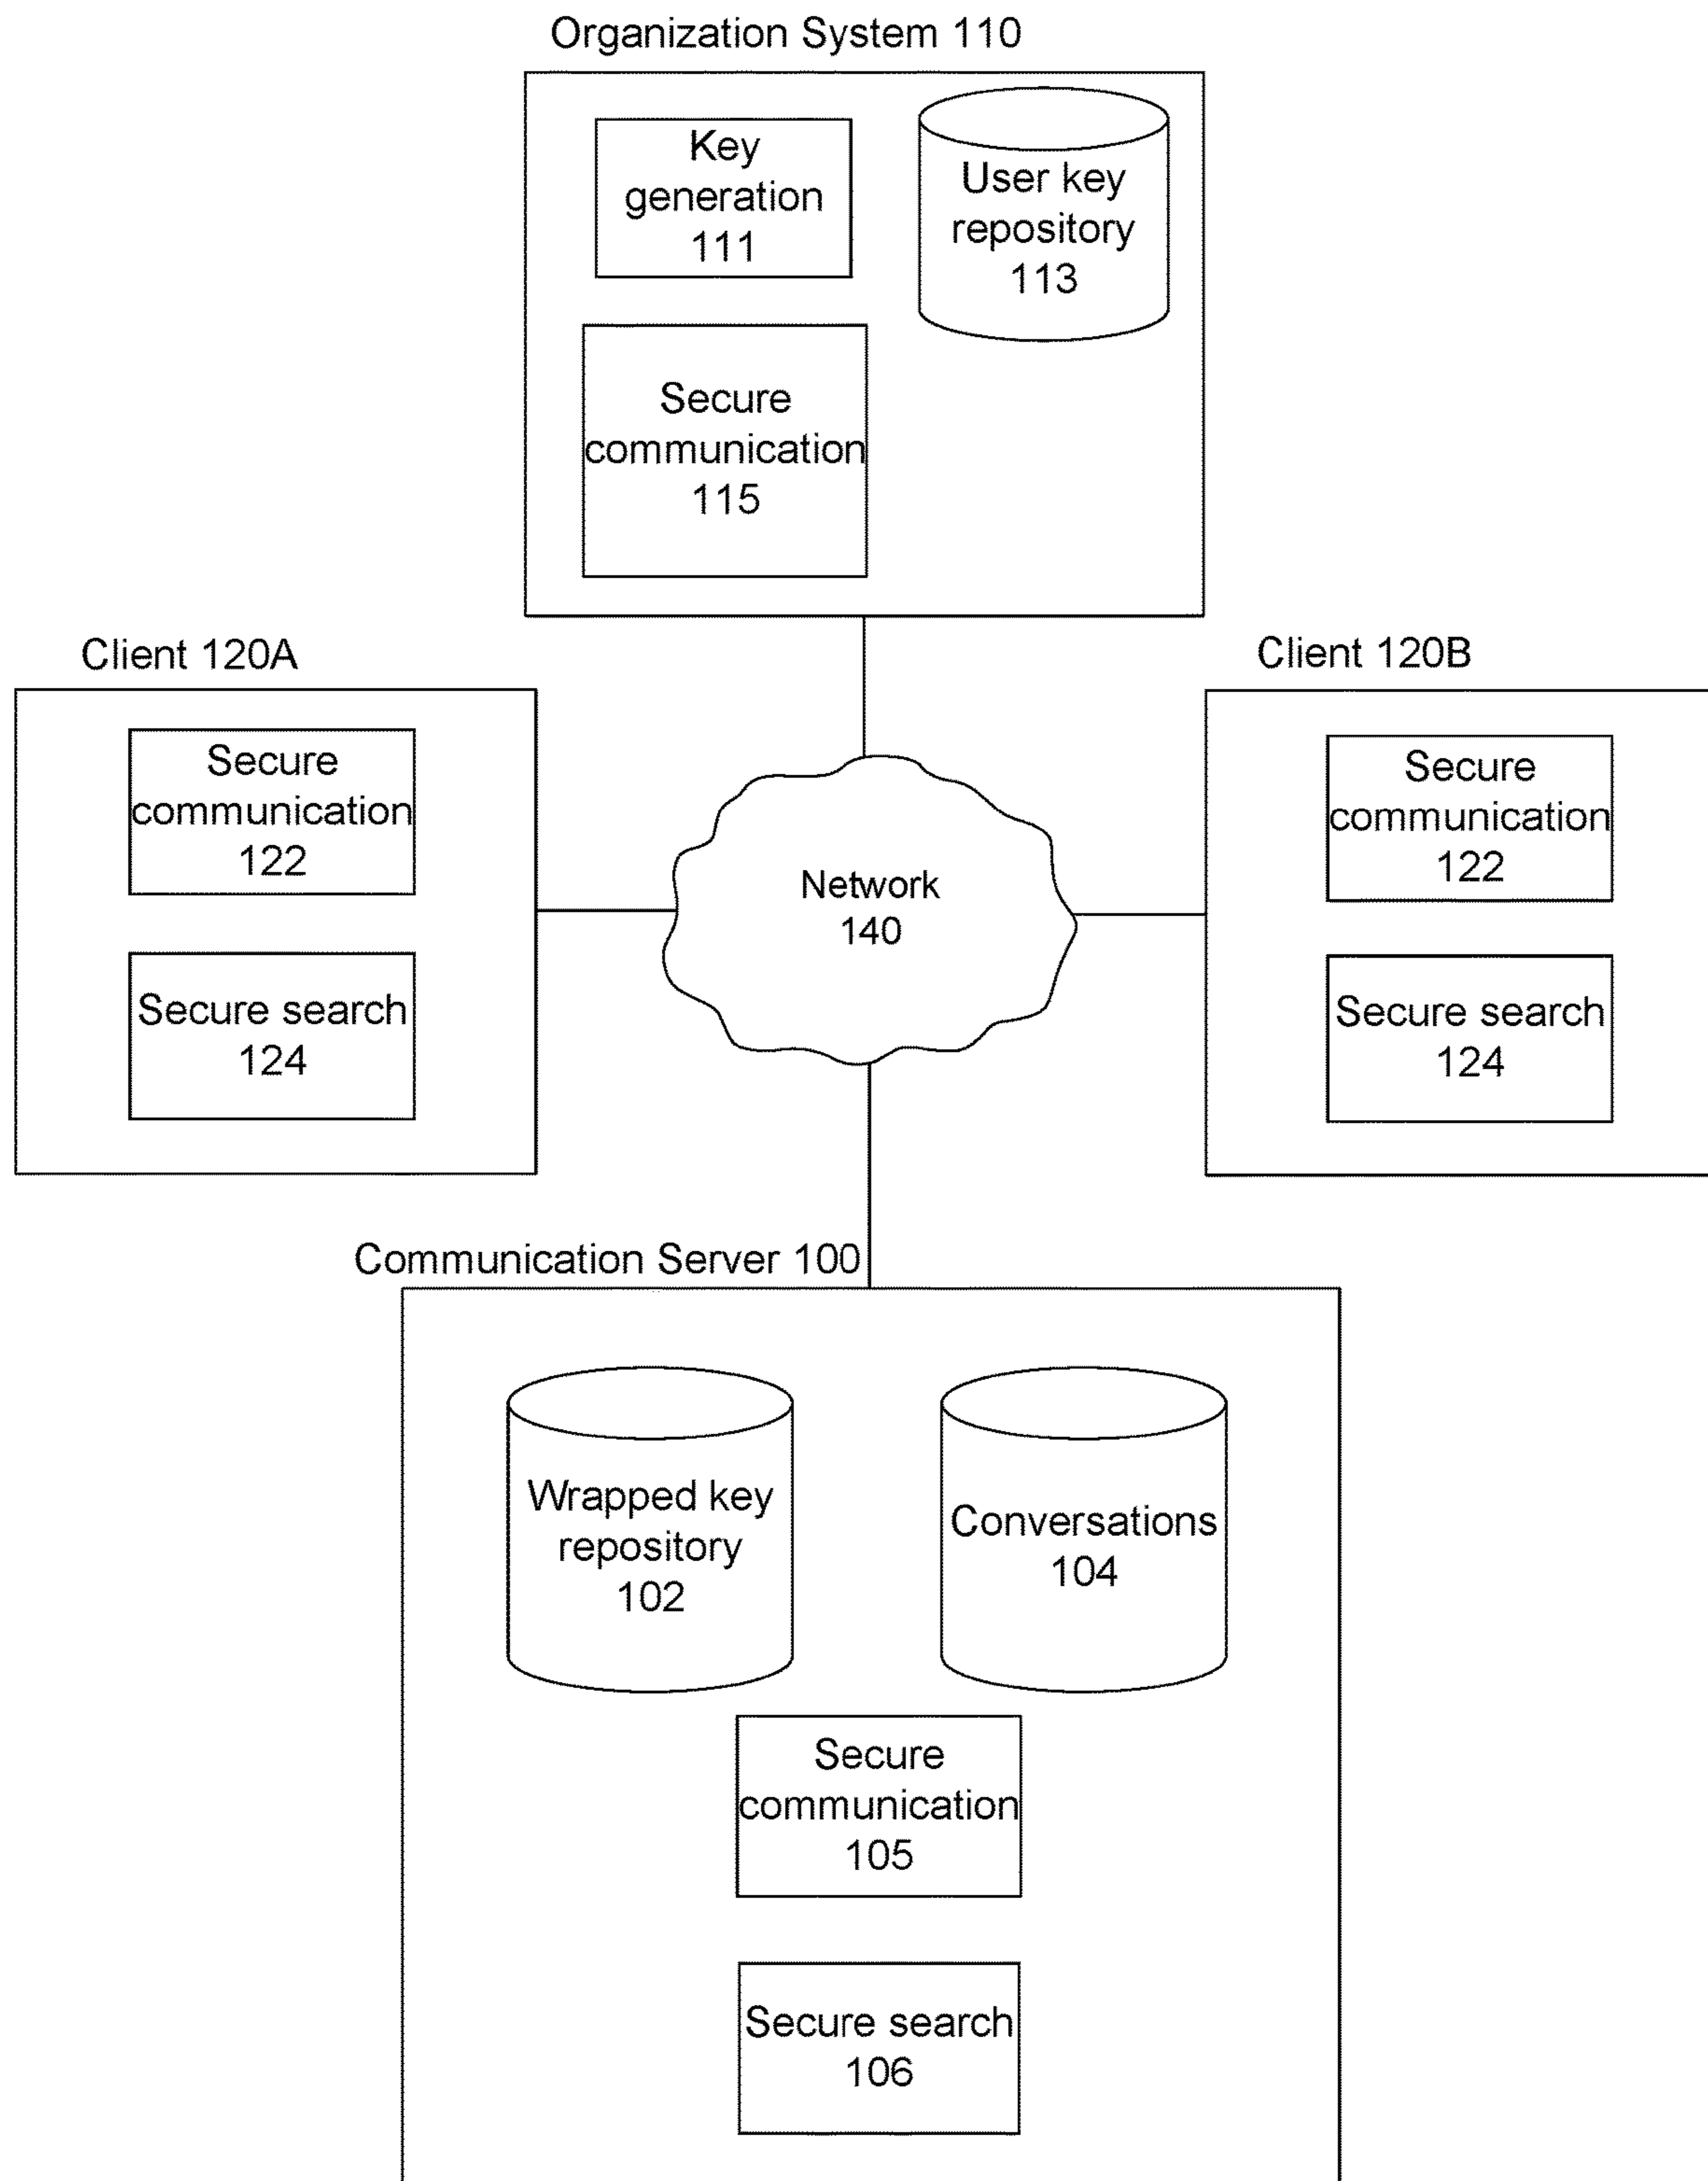 Organization System 110
Key
generation
111
User key
repository
113
Secure
communication
115
Client 120A
Client 120B
Secure
communication
122
Secure search
124
Network
140
Secure
communication
122
Secure search
124
Communication Server 100
Wrapped key
repository
102
Conversations
104
Secure
communication
105
Secure search
106